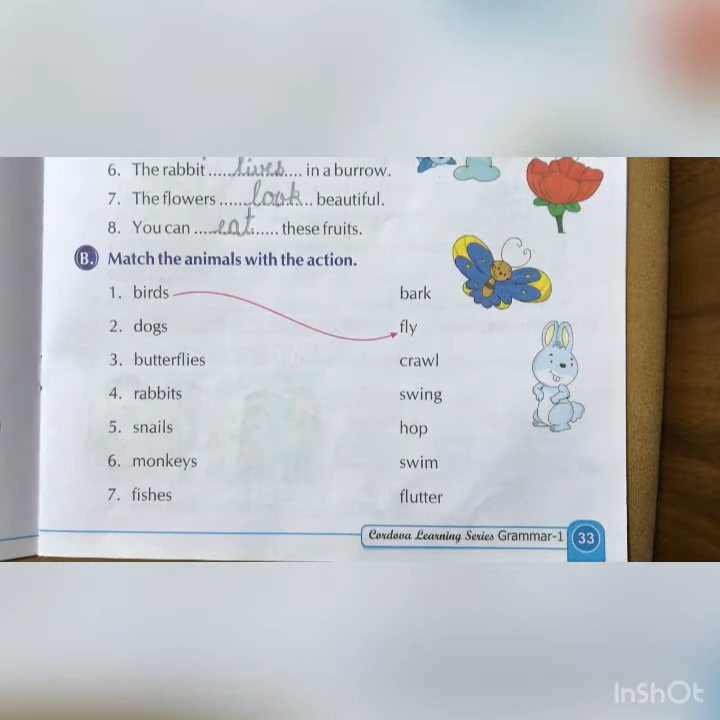 6. The rabbit .....lives.... in a burrow.
7. The flowers ......look... beautiful.
8. You can .....eat...... these fruits.
B. Match the animals with the action.
1. birds bark
2. dogs fly
3. butterflies crawl
4. rabbits swing
5. snails hop
6. monkeys swim
7. fishes flutter
Cordova Learning Series Grammar-1 33
InShOt